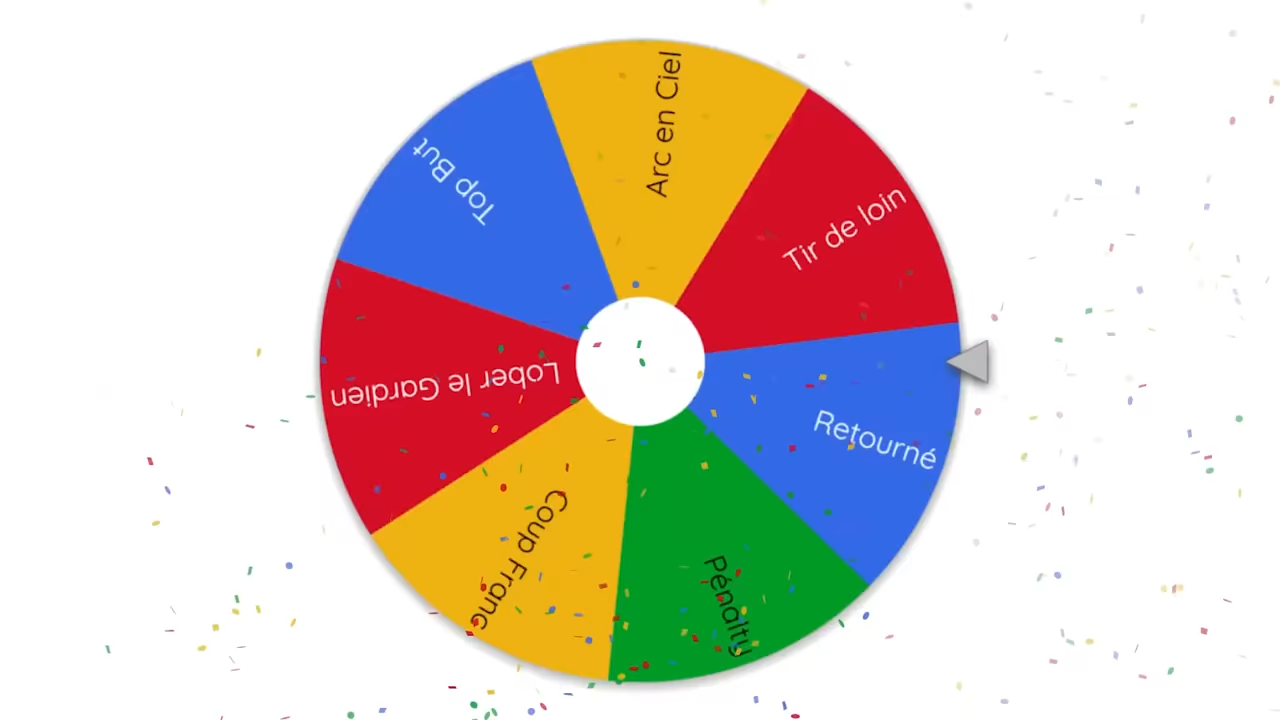 Arc en Ciel
Tir de loin
Retourné
Pénalty
Coup Franc
Lober le Gardien
Top But